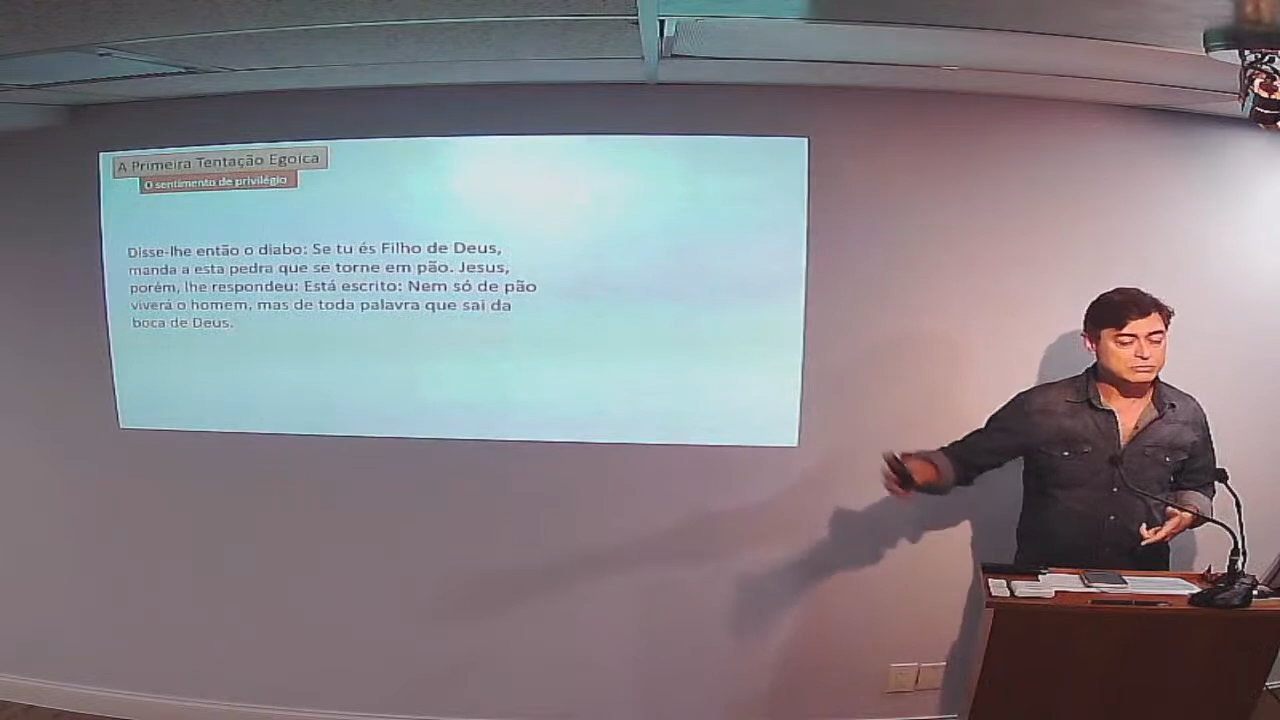 A Primeira Tentação Egoica
O sentimento de privilégio
Disse-lhe então o diabo: Se tu és Filho de Deus,
manda a esta pedra que se torne em pão. Jesus,
porém, lhe respondeu: Está escrito: Nem só de pão
viverá o homem, mas de toda palavra que sai da
boca de Deus.